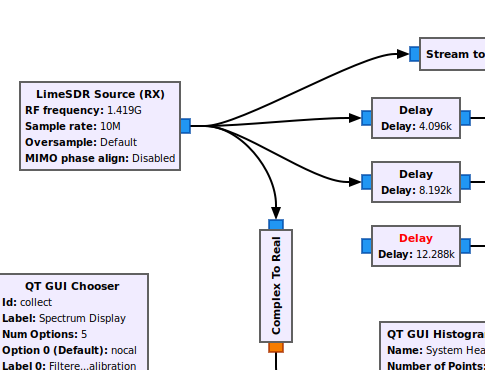 Stream to
LimeSDR Source (RX)
RF frequency: 1.419G
Sample rate: 10M
Oversample: Default
MIMO phase align: Disabled
Delay
Delay: 4.096k
Delay
Delay: 8.192k
Delay
Delay: 12.288k
Complex To Real
QT GUI Chooser
Id: collect
Label: Spectrum Display
Num Options: 5
Option 0 (Default): nocal
Label 0: Filtere...alibration
QT GUI Histogra
Name: System Hea
Number of Points: